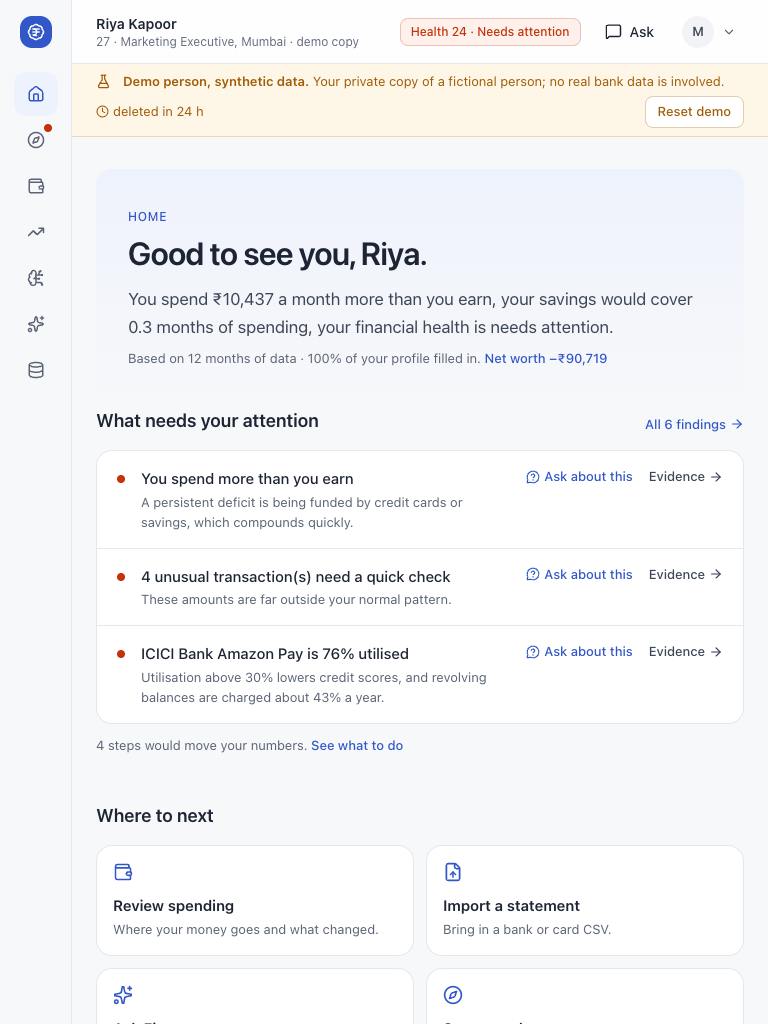 Riya Kapoor
27 · Marketing Executive, Mumbai · demo copy
Health 24 · Needs attention
Ask
M
Demo person, synthetic data. Your private copy of a fictional person; no real bank data is involved.
deleted in 24 h
Reset demo
HOME
Good to see you, Riya.
You spend ₹10,437 a month more than you earn, your savings would cover
0.3 months of spending, your financial health is needs attention.
Based on 12 months of data · 100% of your profile filled in. Net worth −₹90,719
What needs your attention
All 6 findings →
You spend more than you earn
Ask about this
Evidence →
A persistent deficit is being funded by credit cards or
savings, which compounds quickly.
4 unusual transaction(s) need a quick check
Ask about this
Evidence →
These amounts are far outside your normal pattern.
ICICI Bank Amazon Pay is 76% utilised
Ask about this
Evidence →
Utilisation above 30% lowers credit scores, and revolving
balances are charged about 43% a year.
4 steps would move your numbers. See what to do
Where to next
Review spending
Where your money goes and what changed.
Import a statement
Bring in a bank or card CSV.